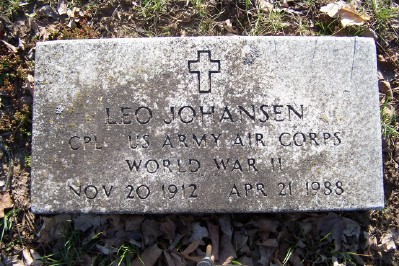 LEO JOHANSEN
CPL US ARMY AIR CORPS
WORLD WAR II
NOV 20 1912 APR 21 1988